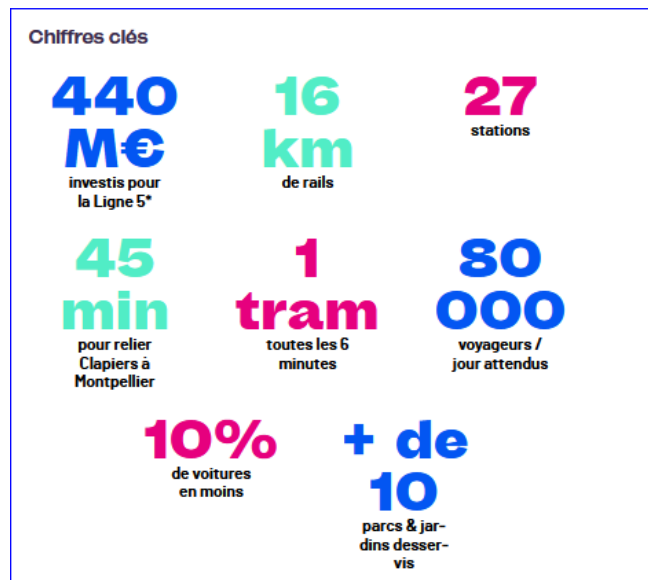 Chiffres clés
440
M€
investis pour
la Ligne 5*
16
km
de rails
27
stations
45
min
pour relier
Clapiers à
Montpellier
1
tram
toutes les 6
minutes
80
000
voyageurs /
jour attendus
10%
de voitures
en moins
+ de
10
parcs & jar-
dins desser-
vis